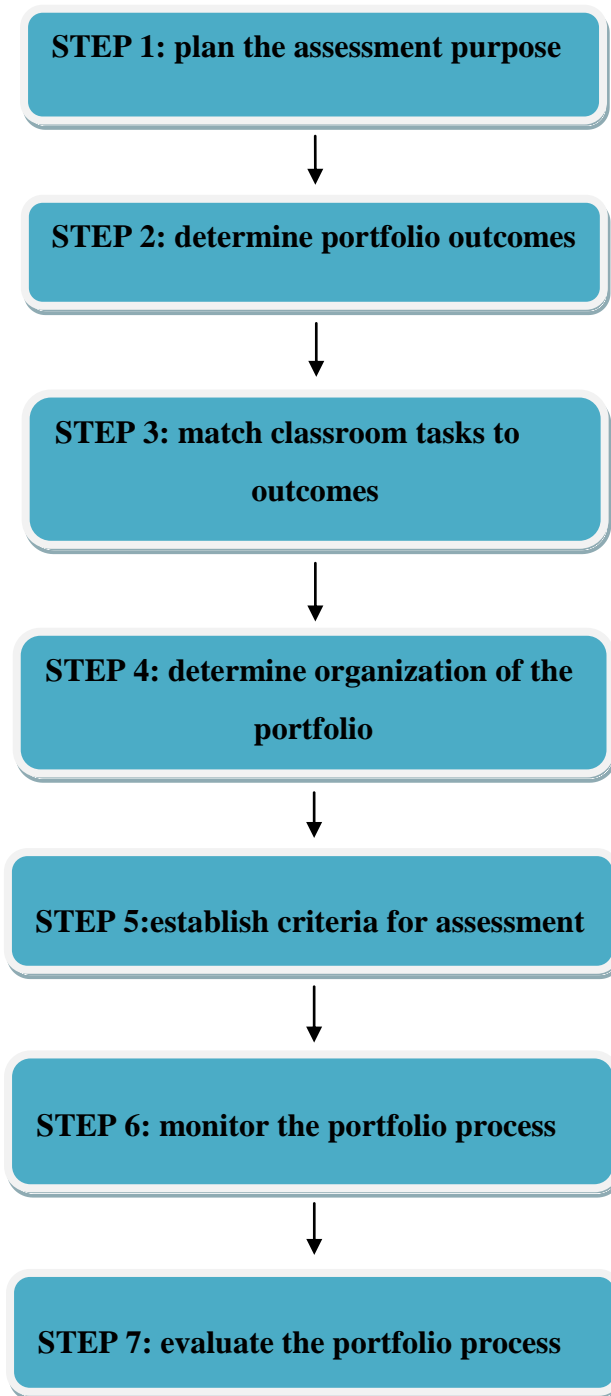 STEP 1: plan the assessment purpose
STEP 2: determine portfolio outcomes
STEP 3: match classroom tasks to
outcomes
STEP 4: determine organization of the
portfolio
STEP 5:establish criteria for assessment
STEP 6: monitor the portfolio process
STEP 7: evaluate the portfolio process